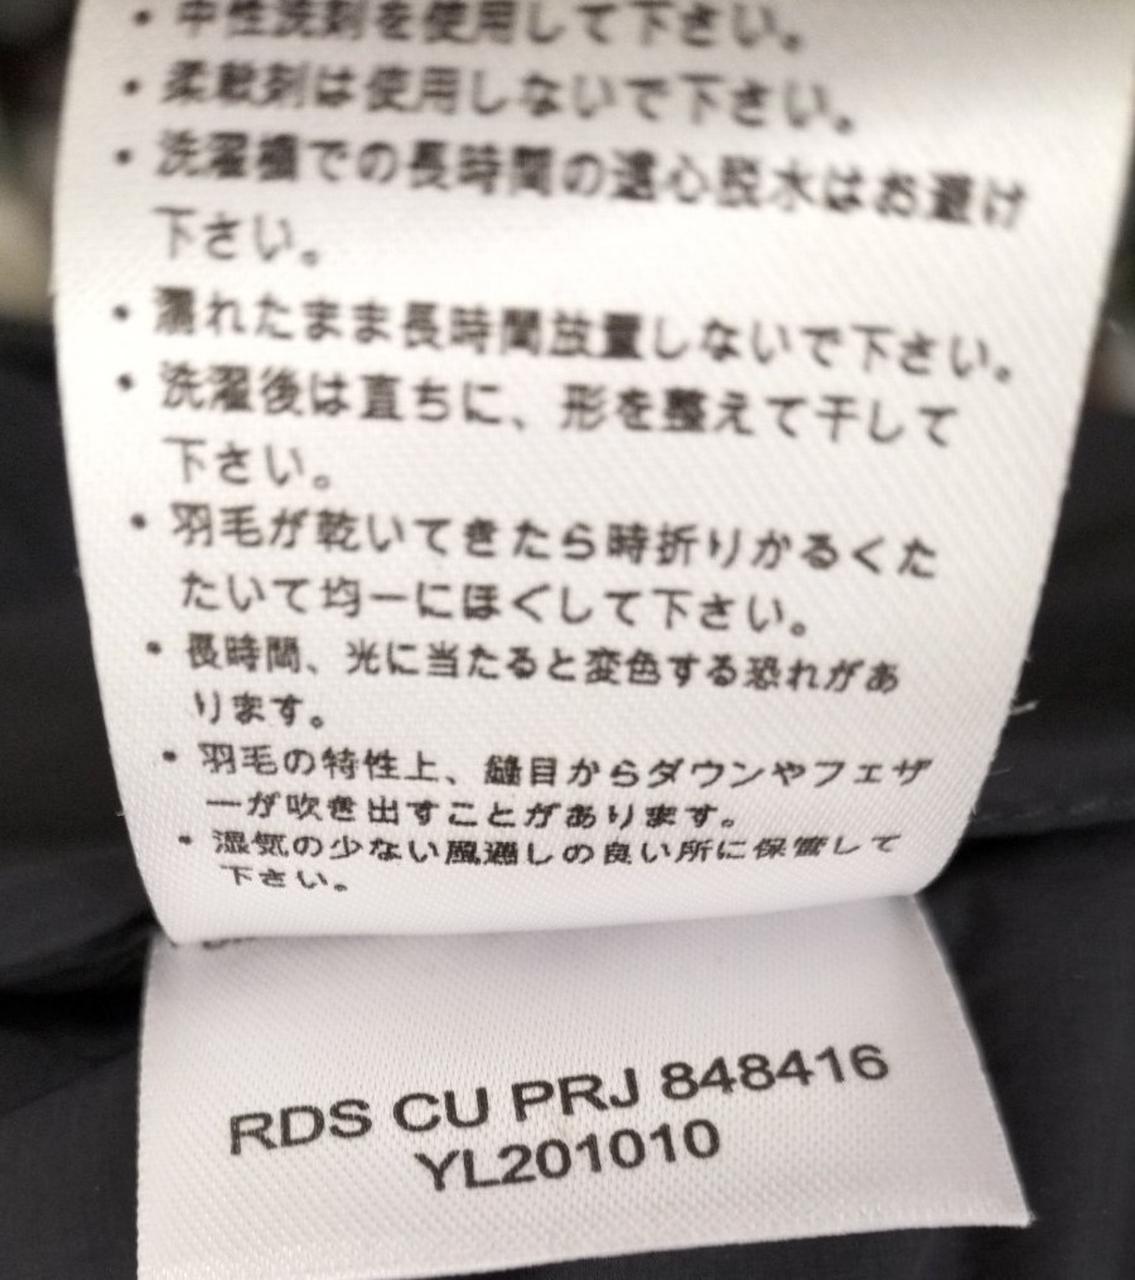 ・中性洗剤を使用して下さい。
・柔軟剤は使用しないで下さい。
・洗濯機での長時間の遠心脱水はお避け
下さい。
・濡れたまま長時間放置しないで下さい。
・洗濯後は直ちに、形を整えて干して
下さい。
・羽毛が乾いてきたら時折りかるくた
たいて均一にほぐして下さい。
・長時間、光に当たると変色する恐れがあ
ります。
・羽毛の特性上、縫目からダウンやフェザ
ーが吹き出すことがあります。
・湿気の少ない風通しの良い所に保管して
下さい。
RDS CU PRJ 848416
YL201010